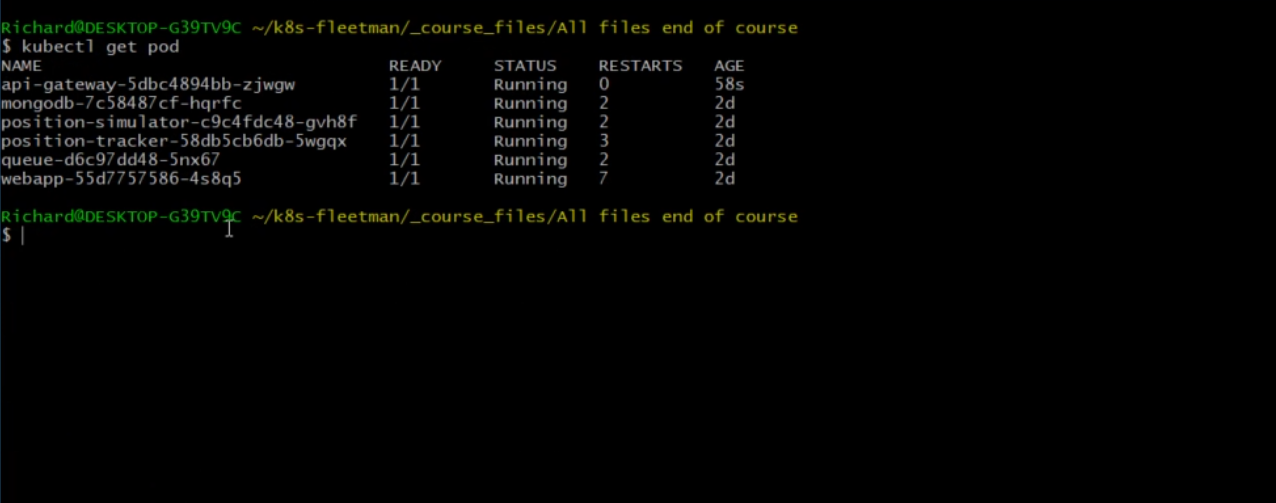 Richard@DESKTOP-G39TV9C ~/k8s-fleetman/_course_files/All files end of course
$ kubectl get pod
NAME READY STATUS RESTARTS AGE
api-gateway-5dbc4894bb-zjwgw 1/1 Running 0 58s
mongodb-7c58487cf-hqrfc 1/1 Running 2 2d
position-simulator-c9c4fdc48-gvh8f 1/1 Running 2 2d
position-tracker-58db5cb6db-5wgqx 1/1 Running 3 2d
queue-d6c97dd48-5nx67 1/1 Running 2 2d
webapp-55d7757586-4s8q5 1/1 Running 7 2d
Richard@DESKTOP-G39TV9C ~/k8s-fleetman/_course_files/All files end of course
$